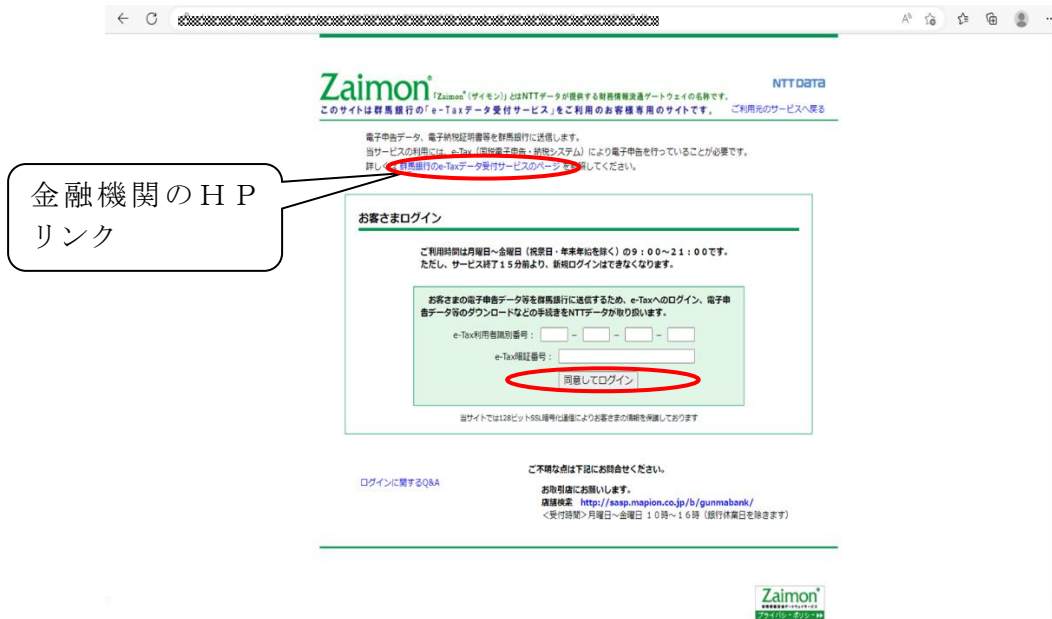 Zaimon®
「Zaimon®(ザイモン)」とはNTTデータが提供する財務情報流通ゲートウェイの名称です。
NTT DATA
このサイトは群馬銀行の「e-Taxデータ受付サービス」をご利用のお客様専用のサイトです。
ご利用元のサービスへ戻る
電子申告データ、電子納税証明書等を群馬銀行に送信します。
当サービスの利用には、e-Tax(国税電子申告・納税システム)により電子申告を行っていることが必要です。
詳しくは群馬銀行のe-Taxデータ受付サービスのページを参照してください。
金融機関のHP
リンク
お客さまログイン
ご利用時間は月曜日~金曜日(祝祭日・年末年始を除く)の9:00~21:00です。
ただし、サービス終了15分前より、新規ログインはできなくなります。
お客さまの電子申告データ等を群馬銀行に送信するため、e-Taxへのログイン、電子申
告データ等のダウンロードなどの手続きをNTTデータが取り扱います。
e-Tax利用者識別番号: - - -
e-Tax暗証番号:
同意してログイン
当サイトでは128ビットSSL暗号化通信によりお客さまの情報を保護しております
ご不明な点は下記にお問合せください。
ログインに関するQ&A
お取引店にお願いします。
店舗検索 http://sasp.mapion.co.jp/b/gunmabank/
<受付時間>月曜日~金曜日 10時~16時(銀行休業日を除きます)
Zaimon®
プライバシーポリシー